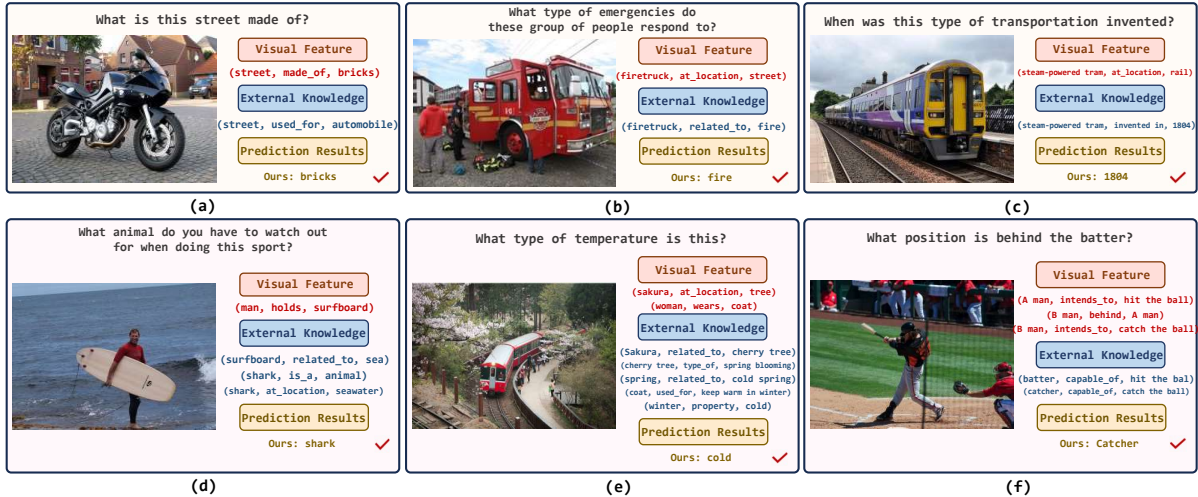 What is this street made of?
Visual Feature
(street, made_of, bricks)
External Knowledge
(street, used_for, automobile)
Prediction Results
Ours: bricks
(a)
What type of emergencies do
these group of people respond to?
Visual Feature
(firetruck, at_location, street)
External Knowledge
(firetruck, related_to, fire)
Prediction Results
Ours: fire
(b)
When was this type of transportation invented?
Visual Feature
(steam-powered tram, at_location, rail)
External Knowledge
(steam-powered tram, invented in, 1804)
Prediction Results
Ours: 1804
(c)
What animal do you have to watch out
for when doing this sport?
Visual Feature
(man, holds, surfboard)
External Knowledge
(surfboard, related_to, sea)
(shark, is_a, animal)
(shark, at_location, seawater)
Prediction Results
Ours: shark
(d)
What type of temperature is this?
Visual Feature
(sakura, at_location, tree)
(woman, wears, coat)
External Knowledge
(Sakura, related_to, cherry tree)
(cherry tree, type_of, spring blooming)
(spring, related_to, cold spring)
(coat, used_for, keep warm in winter)
(winter, property, cold)
Prediction Results
Ours: cold
(e)
What position is behind the batter?
Visual Feature
(A man, intends_to, hit the ball)
(B man, behind, A man)
(B man, intends_to, catch the ball)
External Knowledge
(batter, capable_of, hit the bal)
(catcher, capable_of, catch the ball)
Prediction Results
Ours: Catcher
(f)